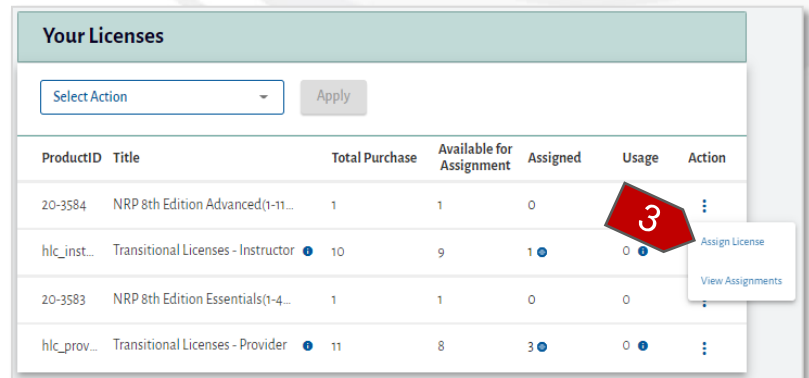 Your Licenses
Select Action Apply
ProductID Title Total Purchase Available for Assignment Assigned Usage Action
20-3584 NRP 8th Edition Advanced(1-11... 1 1 0
3
hlc_inst... Transitional Licenses - Instructor 10 9 1 0
Assign License
View Assignments
20-3583 NRP 8th Edition Essentials(1-4... 1 1 0 0
hlc_prov... Transitional Licenses - Provider 11 8 3 0